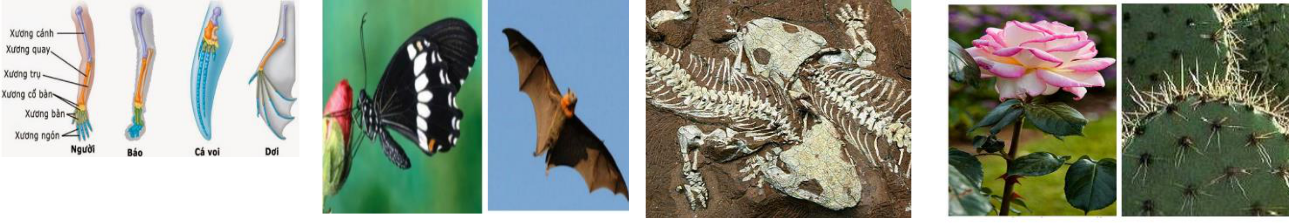 Xương cánh
Xương quay
Xương trụ
Xương cổ bàn
Xương bàn
Xương ngón
Người
Báo
Cá voi
Dơi